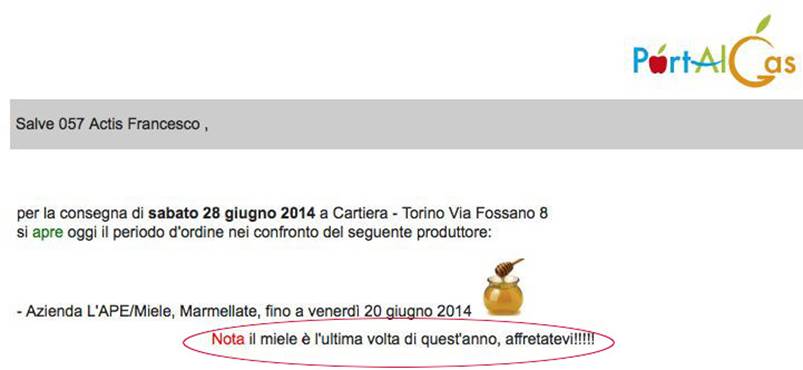 PortAlGas
Salve 057 Actis Francesco ,
per la consegna di sabato 28 giugno 2014 a Cartiera - Torino Via Fossano 8
si apre oggi il periodo d'ordine nei confronto del seguente produttore:
- Azienda L'APE/Miele, Marmellate, fino a venerdì 20 giugno 2014
Nota il miele è l'ultima volta di quest'anno, affretatevi!!!!!